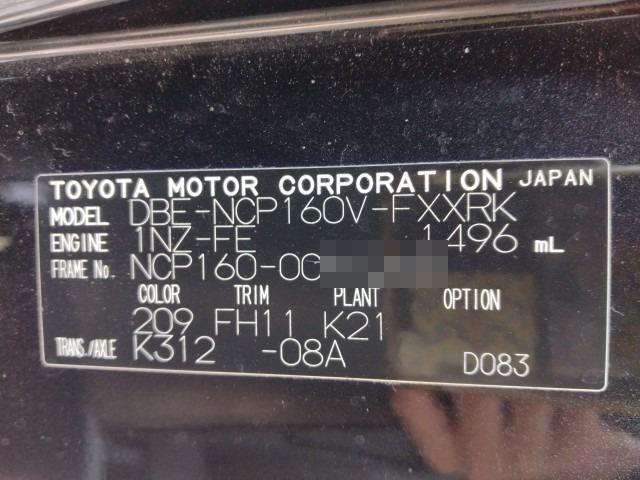 TOYOTA MOTOR CORPORATION JAPAN
MODEL DBE-NCP160V-FXXRK
ENGINE 1NZ-FE 1496 mL
FRAME No. NCP160-00
COLOR TRIM PLANT OPTION
209 FH11 K21
TRANS./AXLE K312 -08A D083